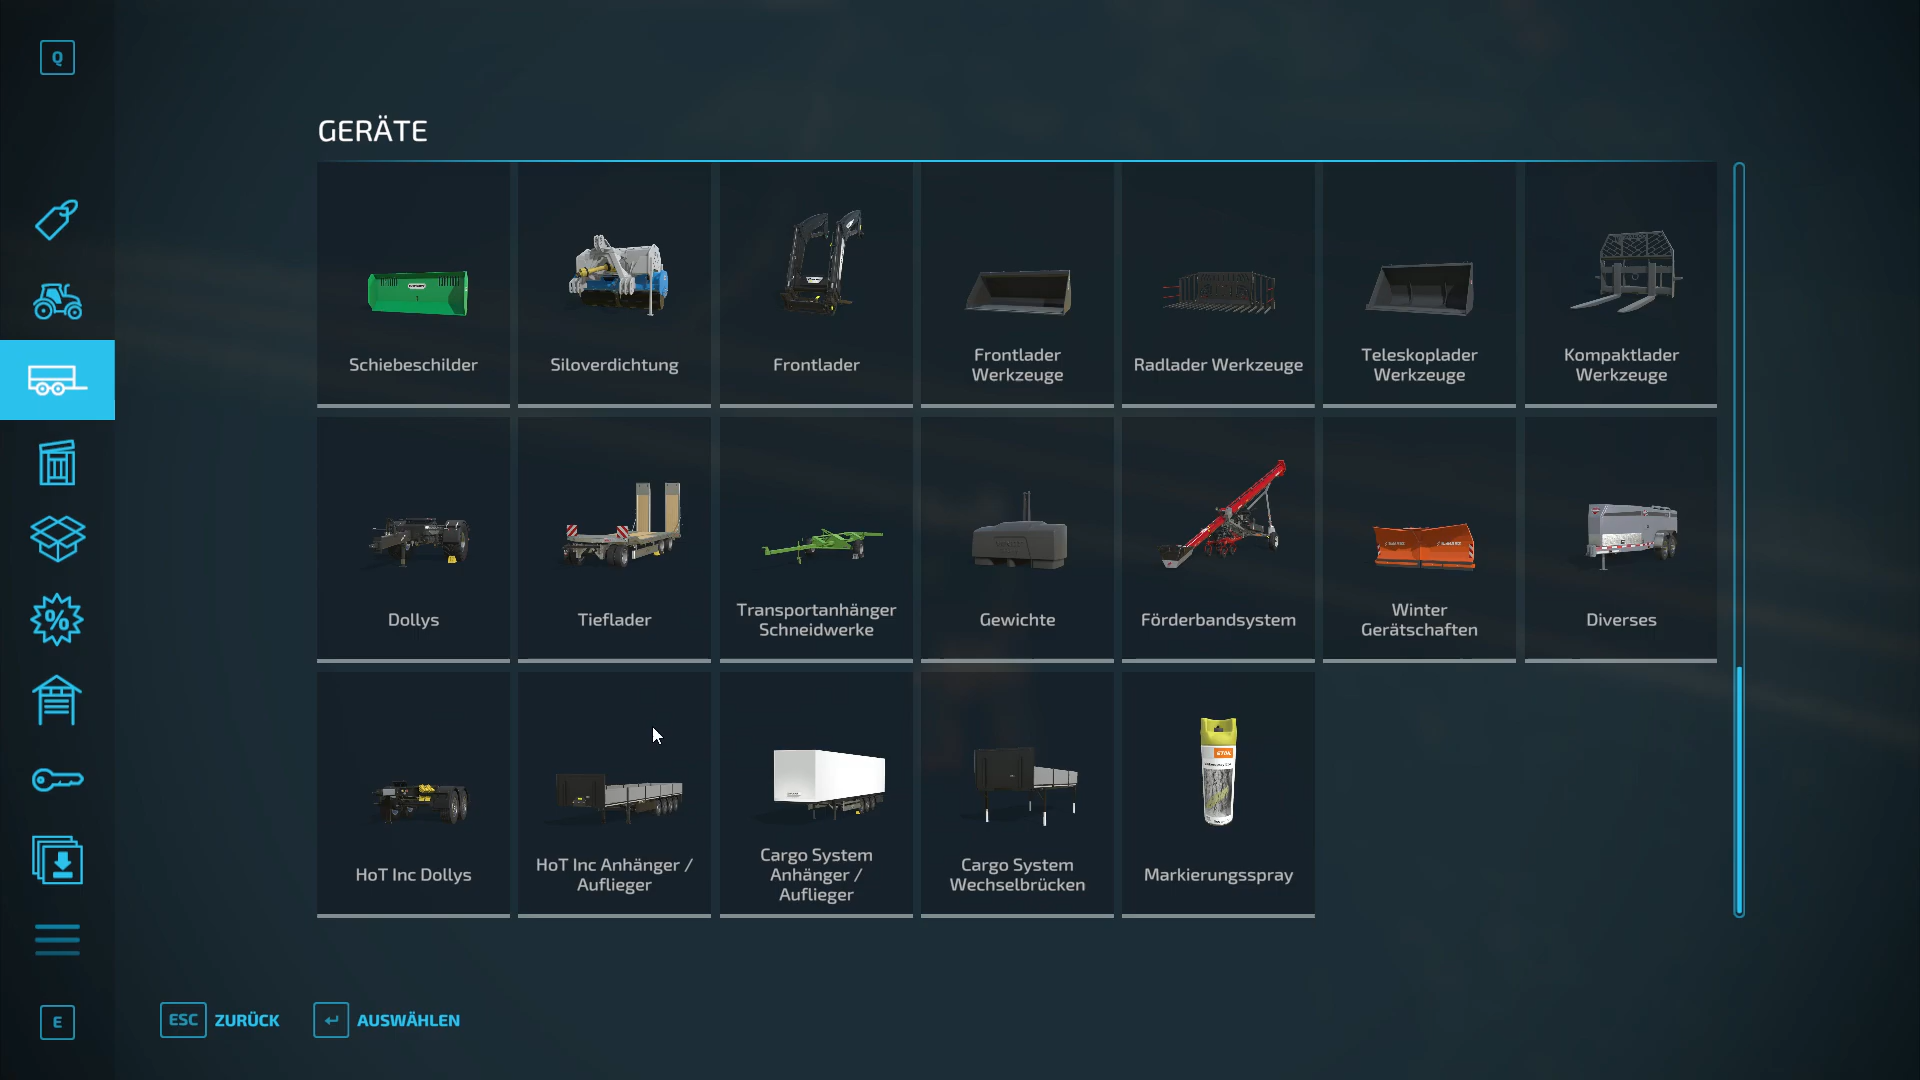 Q
GERÄTE
Schiebeschilder
Siloverdichtung
Frontlader
Frontlader
Werkzeuge
Radlader Werkzeuge
Teleskoplader
Werkzeuge
Kompaktlader
Werkzeuge
%
Dollys
Tieflader
Transportanhänger
Schneidwerke
Gewichte
Förderbandsystem
Winter
Gerätschaften
Diverses
HoT Inc Dollys
HoT Inc Anhänger /
Auflieger
Cargo System
Anhänger /
Auflieger
Cargo System
Wechselbrücken
STIHL
Markierungsspray
E
ESC ZURÜCK
AUSWÄHLEN